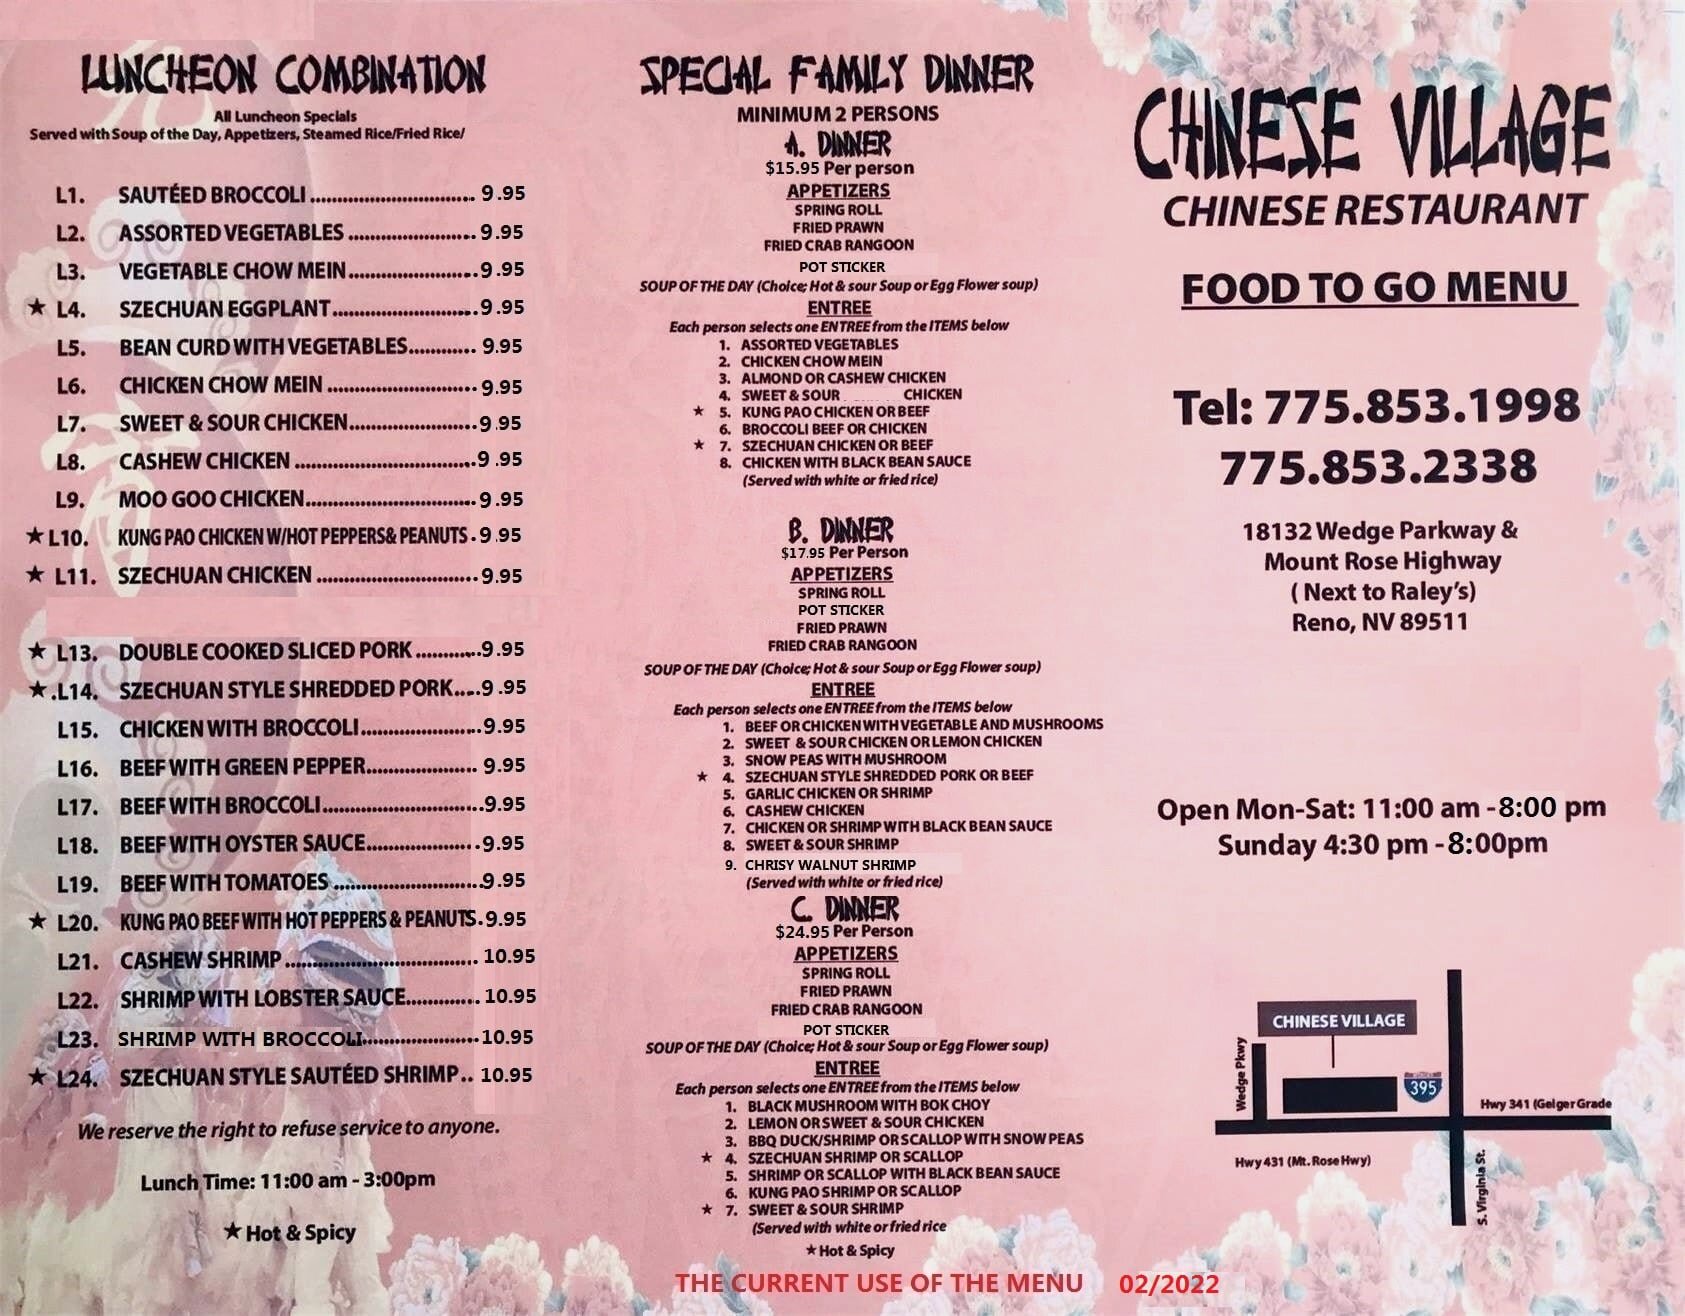 LUNCHEON COMBINATION
All Luncheon Specials
Served with Soup of the Day, Appetizers, Steamed Rice/Fried Rice/
L1. SAUTÉED BROCCOLI ............................... 9.95
L2. ASSORTED VEGETABLES ........................ 9.95
L3. VEGETABLE CHOW MEIN......................... 9.95
★ L4. SZECHUAN EGGPLANT............................ 9.95
L5. BEAN CURD WITH VEGETABLES............ 9.95
L6. CHICKEN CHOW MEIN ............................ 9.95
L7. SWEET & SOUR CHICKEN........................ 9.95
L8. CASHEW CHICKEN .................................. 9.95
L9. MOO GOO CHICKEN................................ 9.95
★ L10. KUNG PAO CHICKEN W/HOT PEPPERS& PEANUTS . 9.95
★ L11. SZECHUAN CHICKEN .............................. 9.95
★ L13. DOUBLE COOKED SLICED PORK ............ 9.95
★ .L14. SZECHUAN STYLE SHREDDED PORK..... 9.95
L15. CHICKEN WITH BROCCOLI....................... 9.95
L16. BEEF WITH GREEN PEPPER..................... 9.95
L17. BEEF WITH BROCCOLI............................. 9.95
L18. BEEF WITH OYSTER SAUCE..................... 9.95
L19. BEEF WITH TOMATOES ........................... 9.95
★ L20. KUNG PAO BEEF WITH HOT PEPPERS & PEANUTS. 9.95
L21. CASHEW SHRIMP .................................... 10.95
L22. SHRIMP WITH LOBSTER SAUCE.............. 10.95
L23. SHRIMP WITH BROCCOLI...................... 10.95
★ L24. SZECHUAN STYLE SAUTÉED SHRIMP.. 10.95
We reserve the right to refuse service to anyone.
Lunch Time: 11:00 am - 3:00pm
★ Hot & Spicy
SPECIAL FAMILY DINNER
MINIMUM 2 PERSONS
A. DINNER
$15.95 Per person
APPETIZERS
SPRING ROLL
FRIED PRAWN
FRIED CRAB RANGOON
POT STICKER
SOUP OF THE DAY (Choice; Hot & sour Soup or Egg Flower soup)
ENTREE
Each person selects one ENTREE from the ITEMS below
1. ASSORTED VEGETABLES
2. CHICKEN CHOW MEIN
3. ALMOND OR CASHEW CHICKEN
4. SWEET & SOUR CHICKEN
★ 5. KUNG PAO CHICKEN OR BEEF
6. BROCCOLI BEEF OR CHICKEN
★ 7. SZECHUAN CHICKEN OR BEEF
8. CHICKEN WITH BLACK BEAN SAUCE
(Served with white or fried rice)
B. DINNER
$17.95 Per Person
APPETIZERS
SPRING ROLL
POT STICKER
FRIED PRAWN
FRIED CRAB RANGOON
SOUP OF THE DAY (Choice; Hot & sour Soup or Egg Flower soup)
ENTREE
Each person selects one ENTREE from the ITEMS below
1. BEEF OR CHICKEN WITH VEGETABLE AND MUSHROOMS
2. SWEET & SOUR CHICKEN OR LEMON CHICKEN
3. SNOW PEAS WITH MUSHROOM
★ 4. SZECHUAN STYLE SHREDDED PORK OR BEEF
5. GARLIC CHICKEN OR SHRIMP
6. CASHEW CHICKEN
7. CHICKEN OR SHRIMP WITH BLACK BEAN SAUCE
8. SWEET & SOUR SHRIMP
9. CHRISY WALNUT SHRIMP
(Served with white or fried rice)
C. DINNER
$24.95 Per Person
APPETIZERS
SPRING ROLL
FRIED PRAWN
FRIED CRAB RANGOON
POT STICKER
SOUP OF THE DAY (Choice; Hot & sour Soup or Egg Flower soup)
ENTREE
Each person selects one ENTREE from the ITEMS below
1. BLACK MUSHROOM WITH BOK CHOY
2. LEMON OR SWEET & SOUR CHICKEN
3. BBQ DUCK/SHRIMP OR SCALLOP WITH SNOW PEAS
★ 4. SZECHUAN SHRIMP OR SCALLOP
5. SHRIMP OR SCALLOP WITH BLACK BEAN SAUCE
6. KUNG PAO SHRIMP OR SCALLOP
★ 7. SWEET & SOUR SHRIMP
(Served with white or fried rice
★ Hot & Spicy
THE CURRENT USE OF THE MENU 02/2022
CHINESE VILLAGE
CHINESE RESTAURANT
FOOD TO GO MENU
Tel: 775.853.1998
775.853.2338
18132 Wedge Parkway &
Mount Rose Highway
( Next to Raley's)
Reno, NV 89511
Open Mon-Sat: 11:00 am - 8:00 pm
Sunday 4:30 pm - 8:00pm
CHINESE VILLAGE
Wedge Pkwy
395
Hwy 341 (Geiger Grade
Hwy 431 (Mt. Rose Hwy)
S. Virginia St.